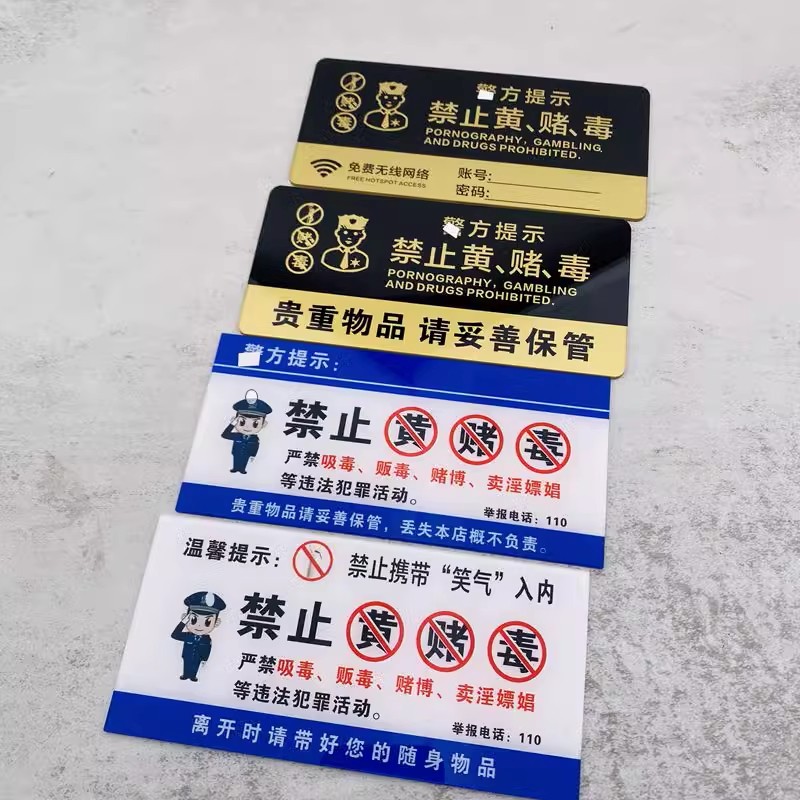 警方提示
禁止黄、赌、毒
PORNOGRAPHY, GAMBLING,
AND DRUGS PROHIBITED.
免费无线网络
FREE HOTSPOT ACCESS
账号:
密码:
警方提示
禁止黄、赌、毒
PORNOGRAPHY, GAMBLING
AND DRUGS PROHIBITED.
贵重物品 请妥善保管
警方提示：
禁止 黄 赌 毒
严禁吸毒、贩毒、赌博、卖淫嫖娼
等违法犯罪活动。
举报电话：110
贵重物品请妥善保管，丢失本店概不负责。
温馨提示： 禁止携带“笑气”入内
禁止 黄 赌 毒
严禁吸毒、贩毒、赌博、卖淫嫖娼
等违法犯罪活动。
举报电话：110
离开时请带好您的随身物品